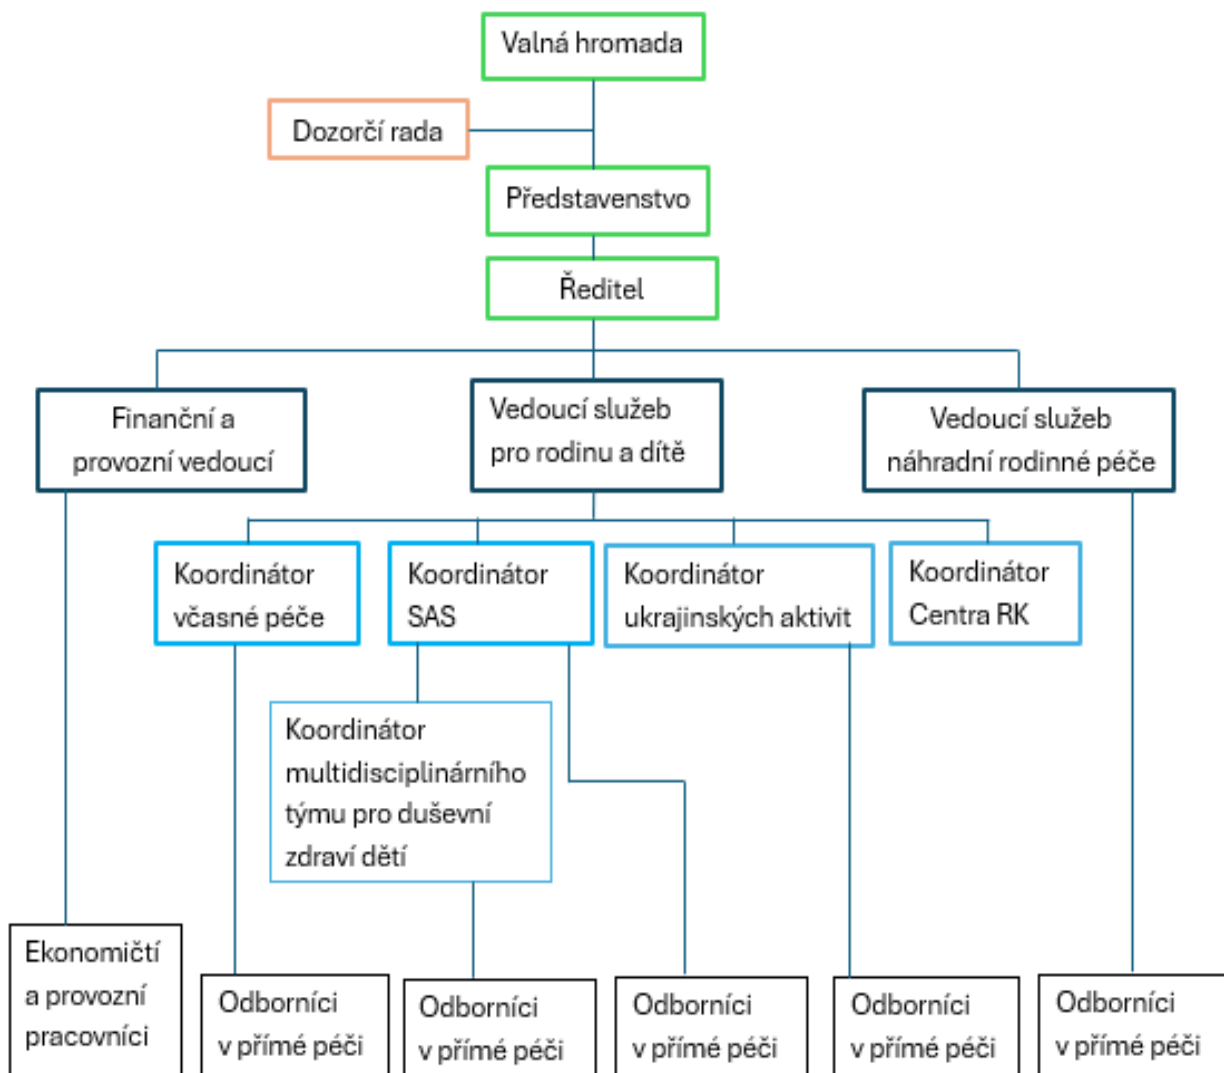 Valná hromada
Dozorčí rada
Představenstvo
Ředitel
Finanční a
provozní vedoucí
Vedoucí služeb
pro rodinu a dítě
Vedoucí služeb
náhradní rodinné péče
Koordinátor
včasné péče
Koordinátor
SAS
Koordinátor
ukrajinských aktivit
Koordinátor
Centra RK
Koordinátor
multidisciplinárního
týmu pro duševní
zdraví dětí
Ekonomičtí
a provozní
pracovníci
Odborníci
v přímé péči
Odborníci
v přímé péči
Odborníci
v přímé péči
Odborníci
v přímé péči
Odborníci
v přímé péči